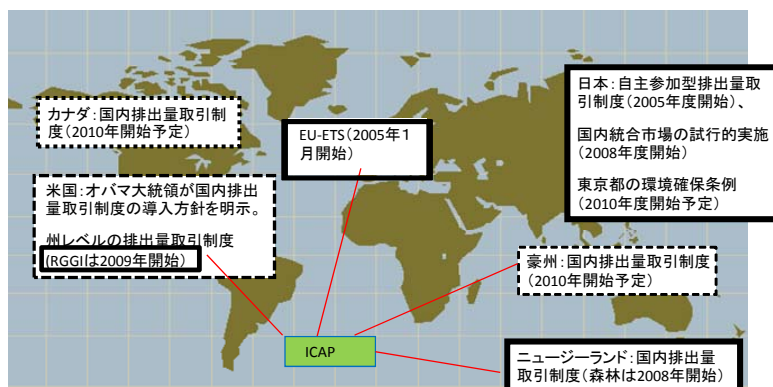 カナダ:国内排出量取引制
度(2010年開始予定)
米国:オバマ大統領が国内排出
量取引制度の導入方針を明示。
州レベルの排出量取引制度
(RGGIは2009年開始)
EU-ETS(2005年1
月開始)
日本:自主参加型排出量取
引制度(2005年度開始)、
国内統合市場の試行的実施
(2008年度開始)
東京都の環境確保条例
(2010年度開始予定)
豪州:国内排出量取引制度
(2010年開始予定)
ICAP
ニュージーランド:国内排出量
取引制度(森林は2008年開始)